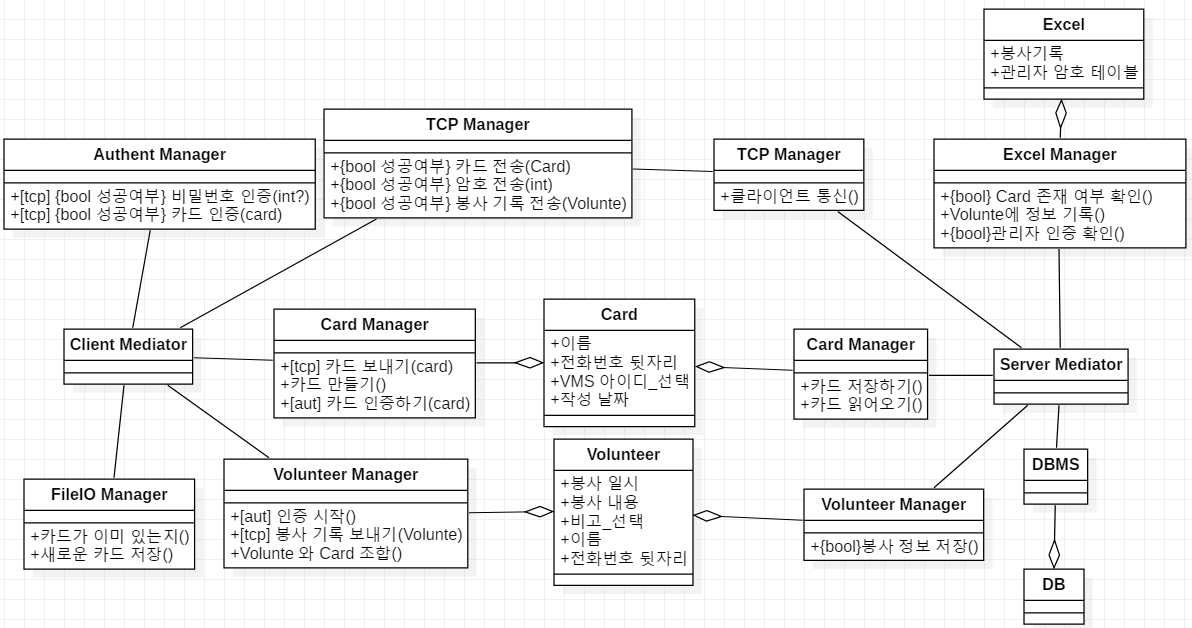 Excel
+봉사기록
+관리자 암호 테이블
TCP Manager
+{bool 성공여부} 카드 전송(Card)
+{bool 성공여부} 암호 전송(int)
+{bool 성공여부} 봉사 기록 전송(Volunte)
Authent Manager
+[tcp] {bool 성공여부} 비밀번호 인증(int?)
+[tcp] {bool 성공여부} 카드 인증(card)
TCP Manager
+클라이언트 통신()
Excel Manager
+{bool} Card 존재 여부 확인()
+Volunte에 정보 기록()
+{bool}관리자 인증 확인()
Client Mediator
Card Manager
+[tcp] 카드 보내기(card)
+카드 만들기()
+[aut] 카드 인증하기(card)
Card
+이름
+전화번호 뒷자리
+VMS 아이디_선택
+작성 날짜
Card Manager
+카드 저장하기()
+카드 읽어오기()
Server Mediator
FileIO Manager
+카드가 이미 있는지()
+새로운 카드 저장()
Volunteer Manager
+[aut] 인증 시작()
+[tcp] 봉사 기록 보내기(Volunte)
+Volunte 와 Card 조합()
Volunteer
+봉사 일시
+봉사 내용
+비고_선택
+이름
+전화번호 뒷자리
Volunteer Manager
+{bool}봉사 정보 저장()
DBMS
DB